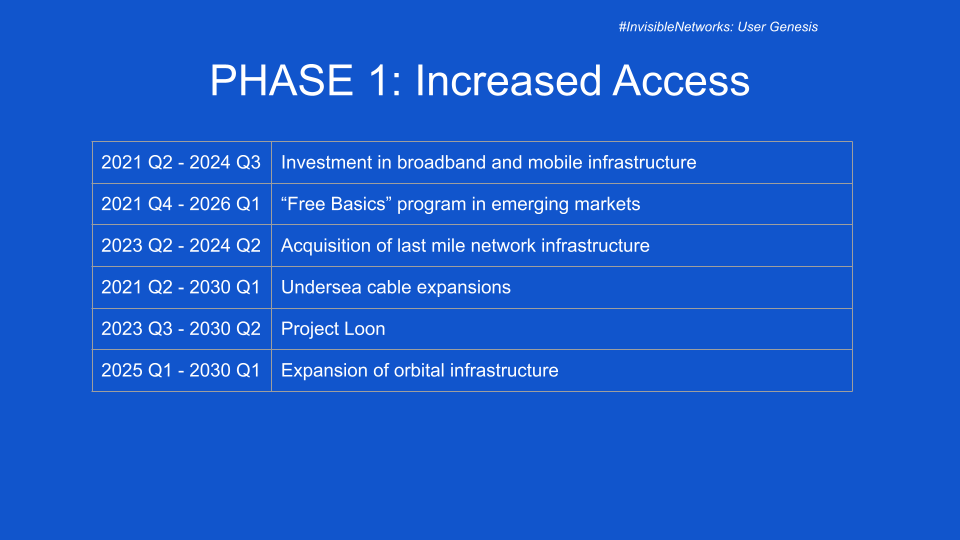 #InvisibleNetworks: User Genesis
PHASE 1: Increased Access
2021 Q2 - 2024 Q3 Investment in broadband and mobile infrastructure
2021 Q4 - 2026 Q1 “Free Basics” program in emerging markets
2023 Q2 - 2024 Q2 Acquisition of last mile network infrastructure
2021 Q2 - 2030 Q1 Undersea cable expansions
2023 Q3 - 2030 Q2 Project Loon
2025 Q1 - 2030 Q1 Expansion of orbital infrastructure